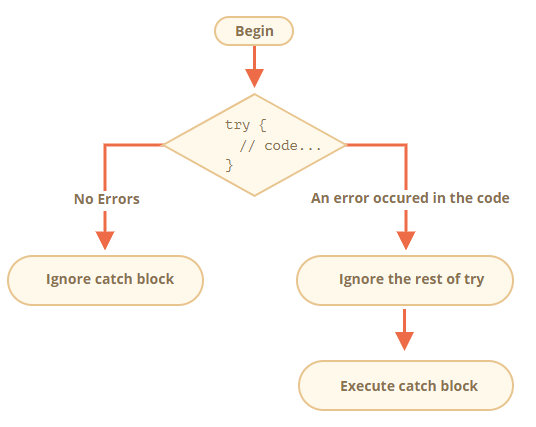 Begin
try {
// code...
}
No Errors
An error occured in the code
Ignore catch block
Ignore the rest of try
Execute catch block